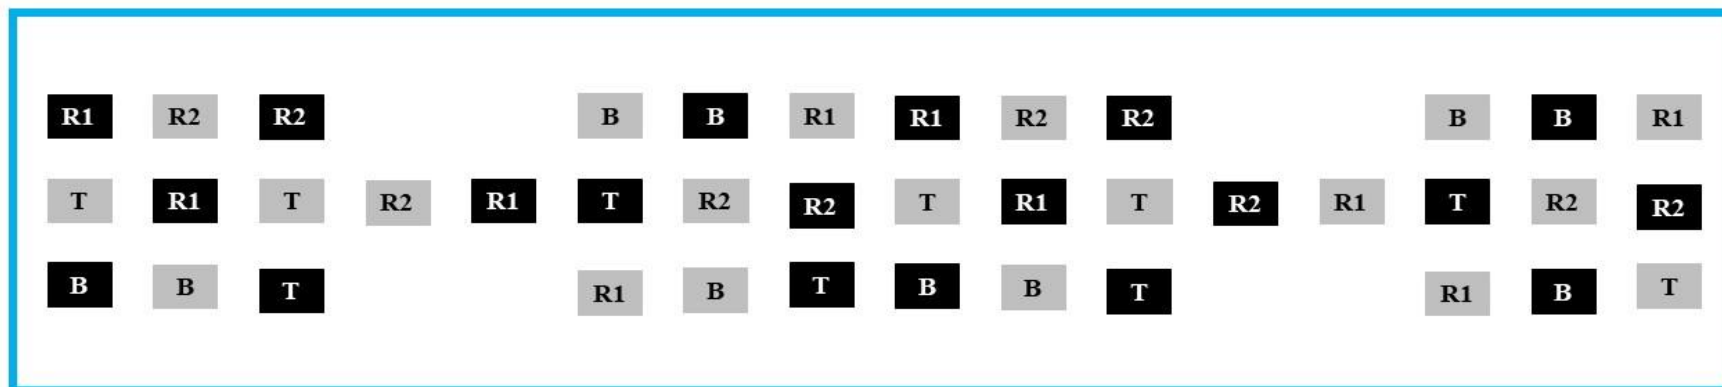 R1 R2 R2 B B R1 R1 R2 R2 B B R1
T R1 T R2 R1 T R2 R2 T R1 T R2 R1 T R2 R2
B B T R1 B T B B T R1 B T